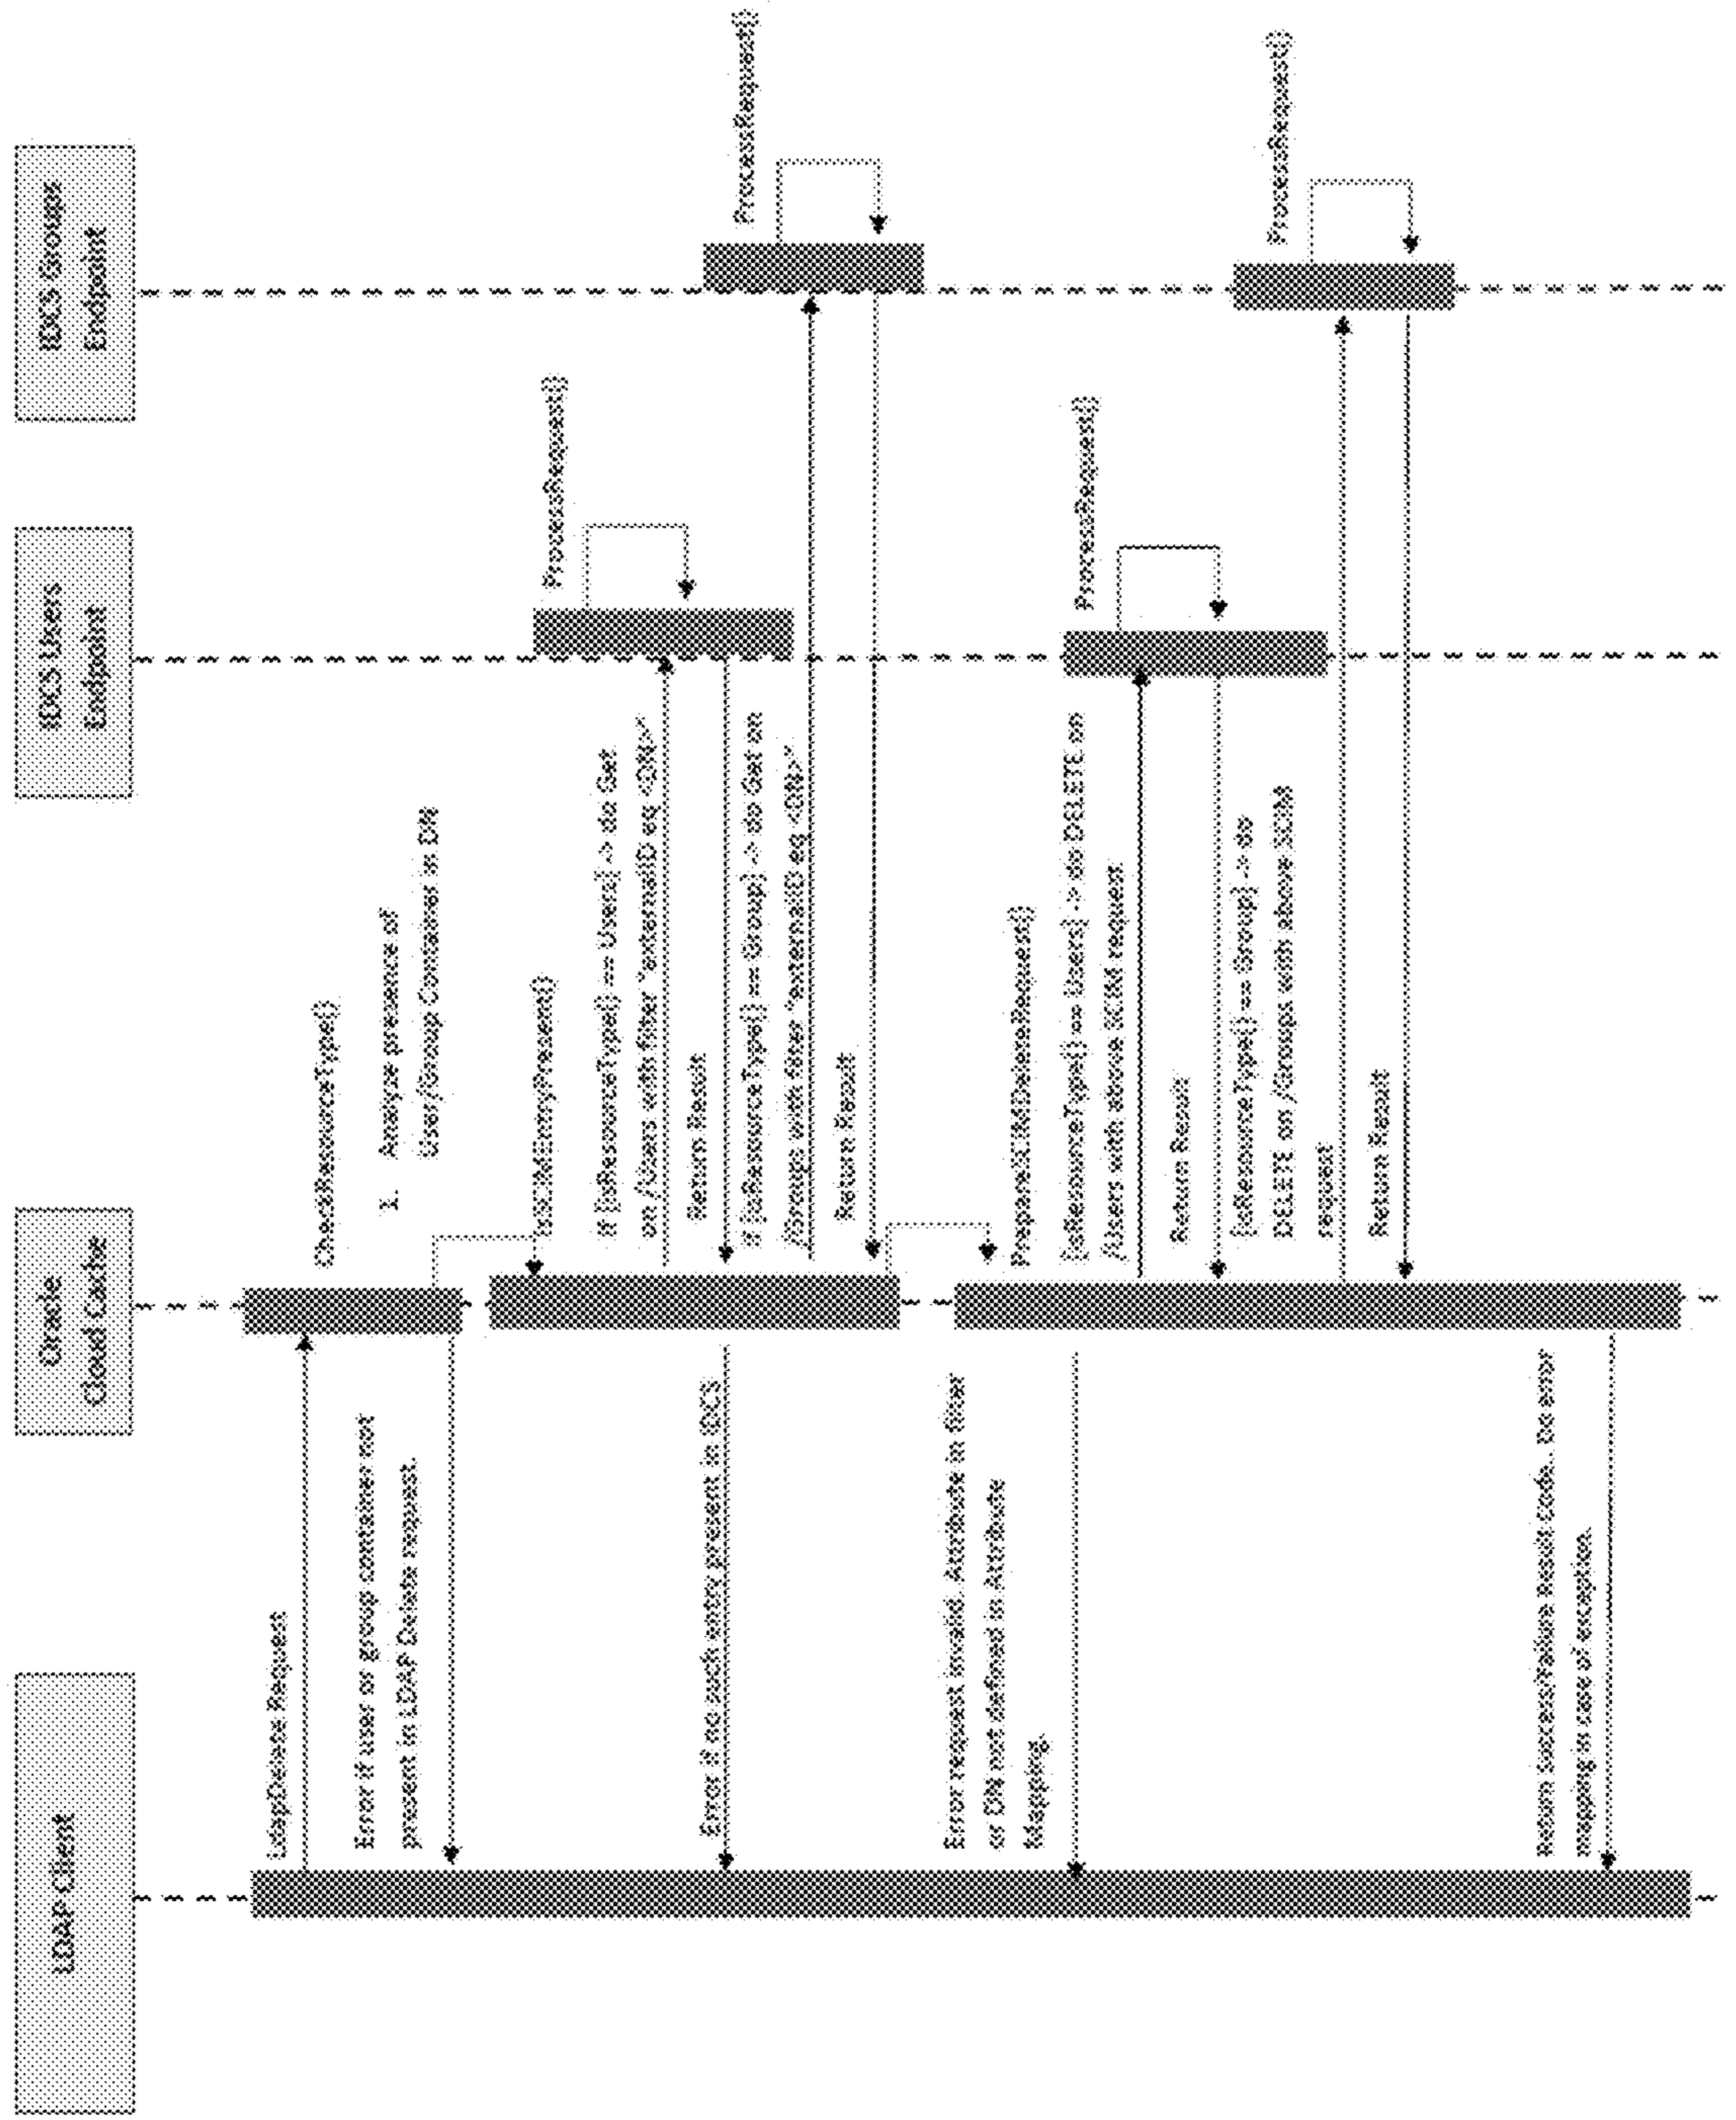 LDAP Client
Oracle
Cloud Cache
IDCS Users
Endpoint
IDCS Groups
Endpoint
LdapDelete Request
CheckResourceType()
1. Analyse presence of
User/Group Container in DN
Error if user or group container not
present in LDAP Delete request.
isSCIMEntryPresent()
If [isResourceType() == Users] -> do Get
on /Users with filter "externalID eq <DN>"
ProcessRequest()
Return Result
Error if no such entry present in IDCS
If [isResourceType() == Group] -> do Get on
/Groups with filter "externalID eq <DN>"
ProcessRequest()
Return Result
PrepareSCIMDeleteRequest()
Error request invalid. Attribute in filter
or DN not defined in Attribute
Mapping.
[isResourceType() == Users] -> do DELETE on
/Users with above SCIM request
ProcessRequest()
Return Result
[isResourceType() == Group] -> do
DELETE on /Groups with above SCIM
request
ProcessRequest()
Return Result
Return Success/Failure Result Code. Do error
mapping in case of exception.